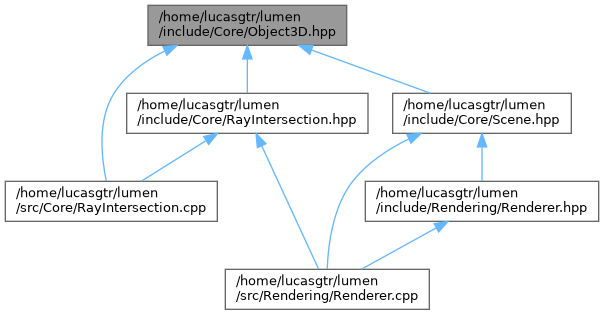 /home/lucasgtr/lumen
/include/Core/Object3D.hpp
/home/lucasgtr/lumen
/include/Core/RayIntersection.hpp
/home/lucasgtr/lumen
/include/Core/Scene.hpp
/home/lucasgtr/lumen
/src/Core/RayIntersection.cpp
/home/lucasgtr/lumen
/include/Rendering/Renderer.hpp
/home/lucasgtr/lumen
/src/Rendering/Renderer.cpp